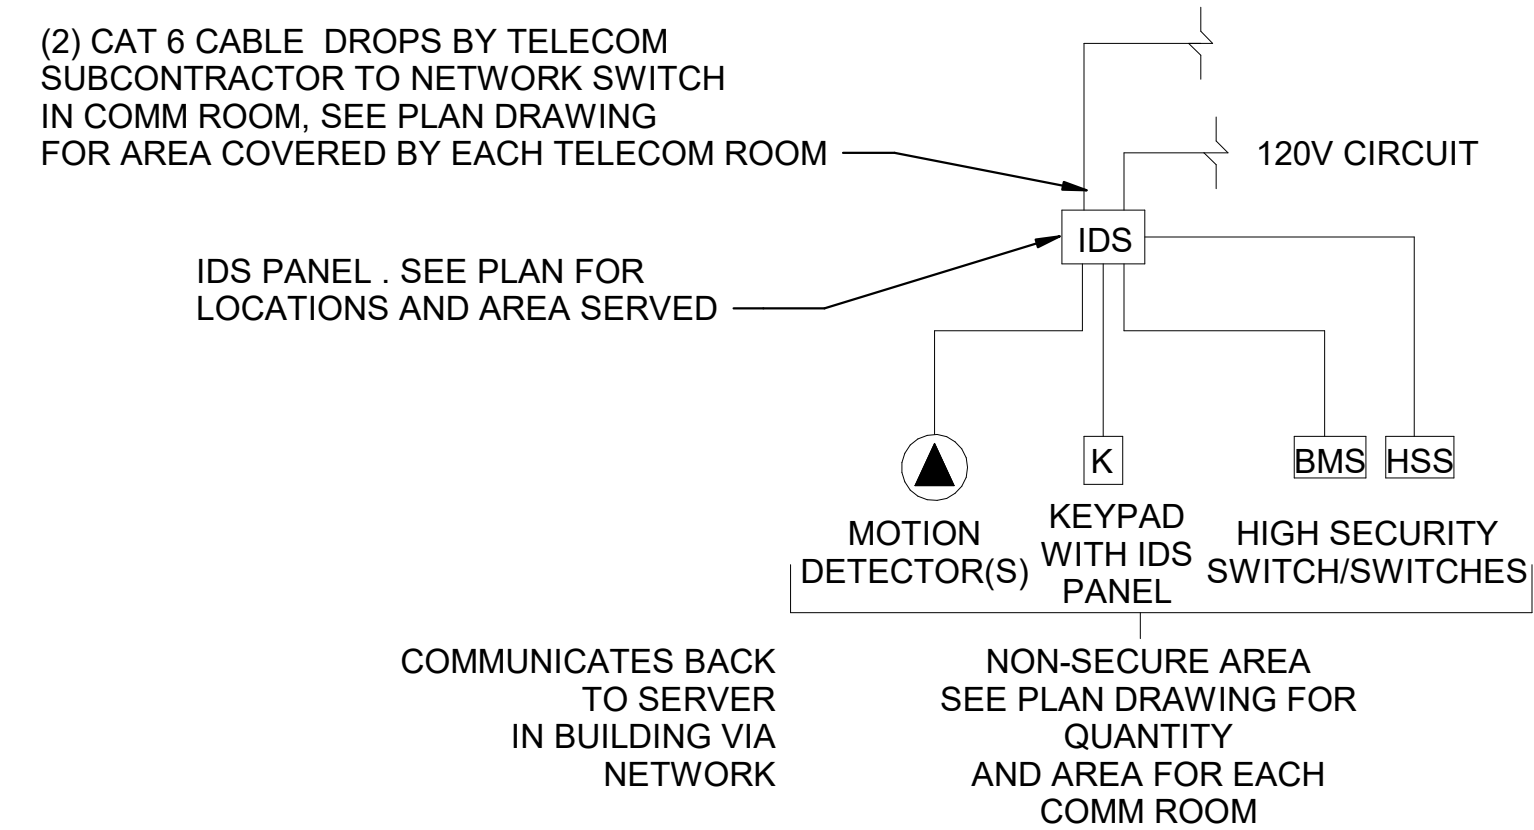 (2) CAT 6 CABLE  DROPS BY TELECOM
SUBCONTRACTOR TO NETWORK SWITCH
IN COMM ROOM, SEE PLAN DRAWING
FOR AREA COVERED BY EACH TELECOM ROOM
120V CIRCUIT
IDS
IDS PANEL . SEE PLAN FOR
LOCATIONS AND AREA SERVED
K
BMS
HSS
MOTION
DETECTOR(S)
KEYPAD
WITH IDS
PANEL
HIGH SECURITY
SWITCH/SWITCHES
COMMUNICATES BACK
TO SERVER
IN BUILDING VIA
NETWORK
NON-SECURE AREA
SEE PLAN DRAWING FOR
QUANTITY
AND AREA FOR EACH
COMM ROOM